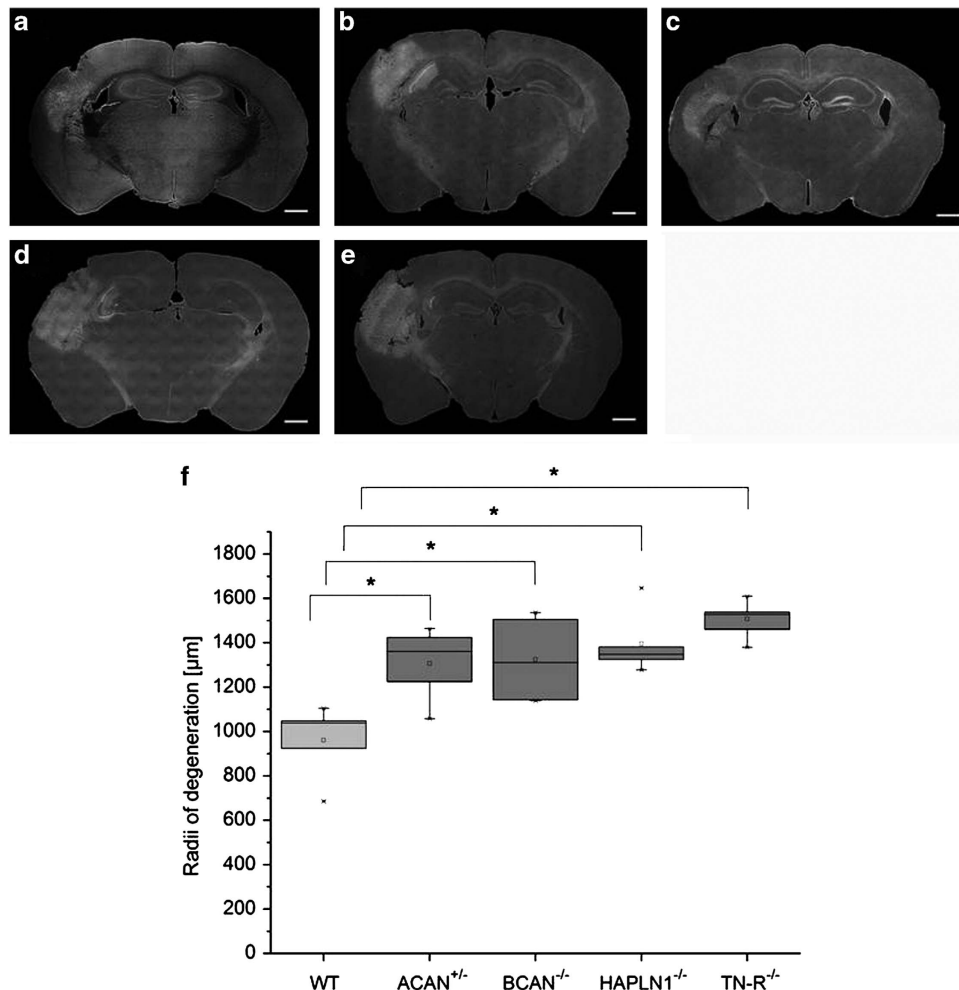 a
b
c
d
e
f
*
*
*
*
Radii of degeneration [µm]
1800
1600
1400
1200
1000
800
600
400
200
0
WT ACAN+/- BCAN-/- HAPLN1-/- TN-R-/-